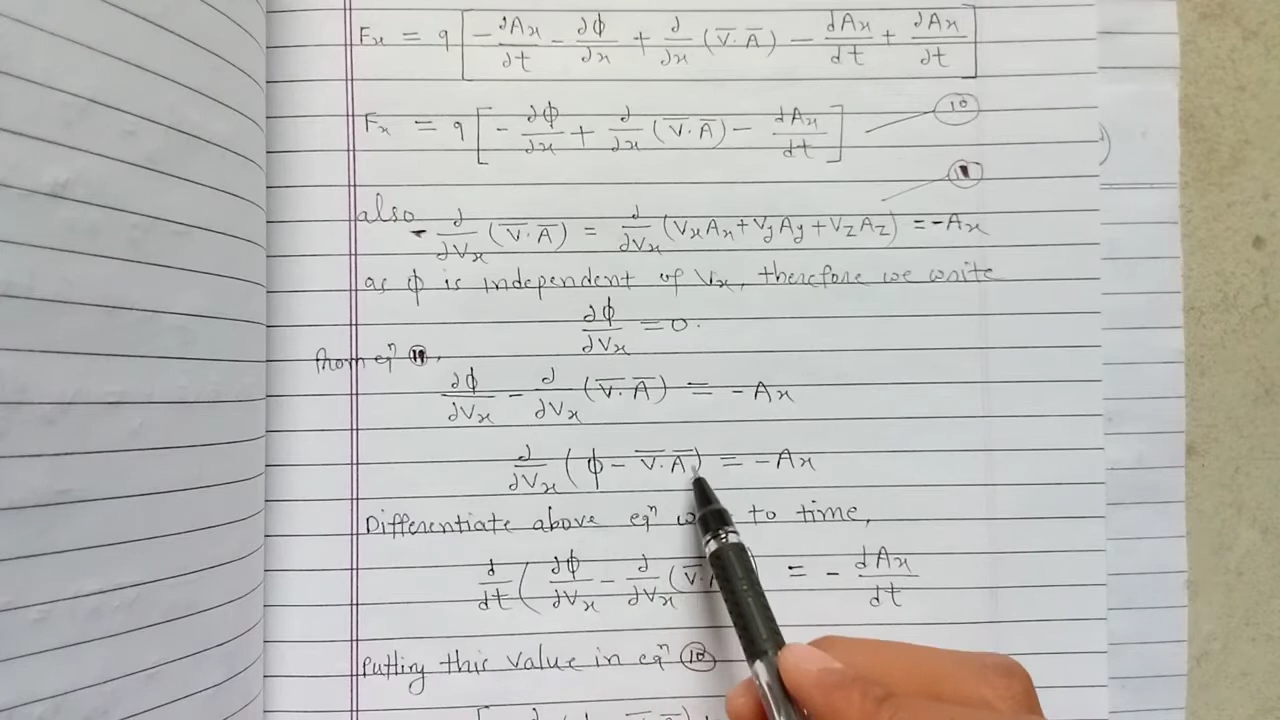 Fx = q [ - ∂Ax/∂t - ∂ϕ/∂x + ∂/∂x (V̅.A̅) - dAx/dt + ∂Ax/∂t ]
Fx = q [ - ∂ϕ/∂x + ∂/∂x (V̅.A̅) - dAx/dt ] 10
11
also - ∂/∂Vx (V̅.A̅) = ∂/∂Vx (VxAx + VyAy + VzAz) = -Ax
as ϕ is independent of Vx, therefore we write
∂ϕ/∂Vx = 0.
From eqⁿ 11,
∂ϕ/∂Vx - ∂/∂Vx (V̅.A̅) = -Ax
∂/∂Vx (ϕ - V̅.A̅) = -Ax
Differentiate above eqⁿ to time,
d/dt ( ∂ϕ/∂Vx - ∂/∂Vx (V̅.A = - dAx/dt
Putting this value in eqⁿ 10